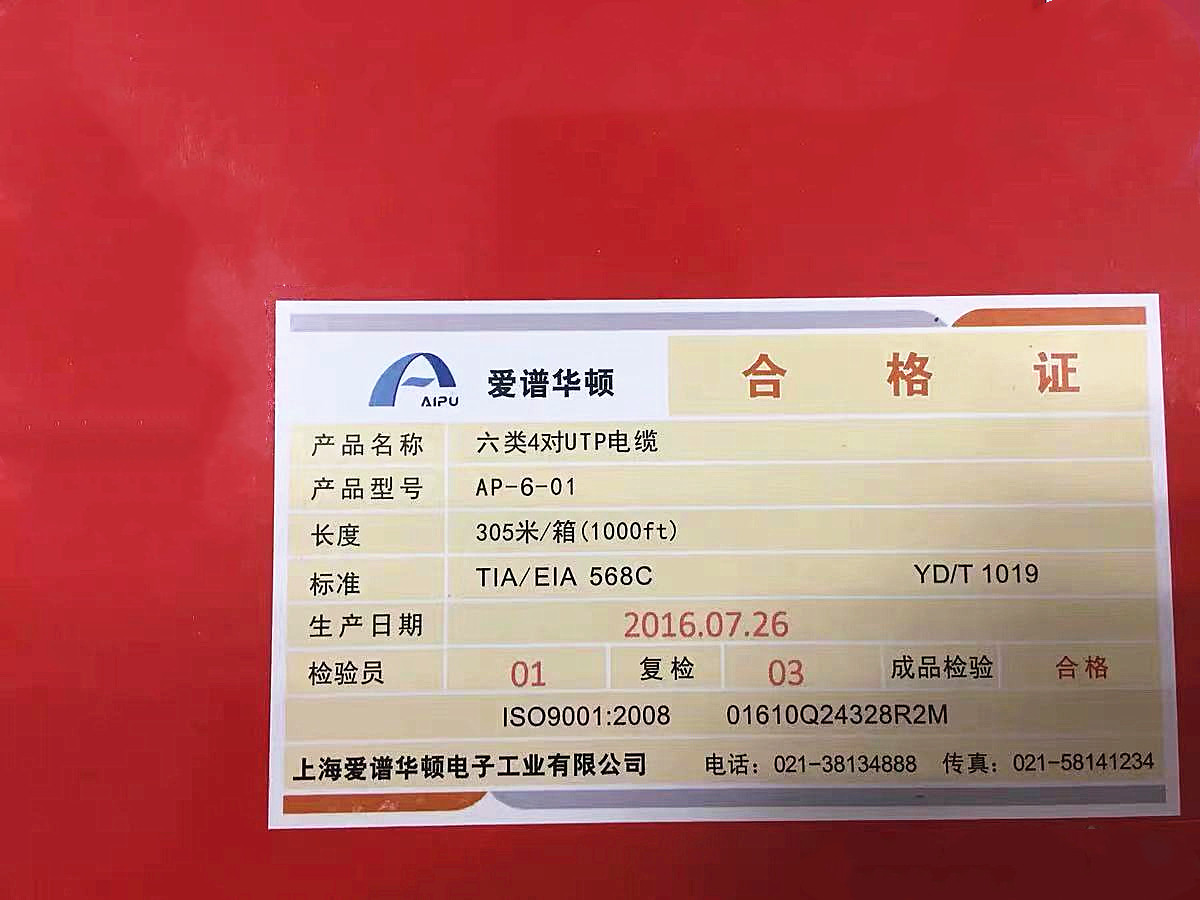 AIPU 爱谱华顿 合格证
产品名称 六类4对UTP电缆
产品型号 AP-6-01
长度 305米/箱(1000ft)
标准 TIA/EIA 568C YD/T 1019
生产日期 2016.07.26
检验员 01 复检 03 成品检验 合格
ISO9001:2008 01610Q24328R2M
上海爱谱华顿电子工业有限公司 电话：021-38134888 传真：021-58141234